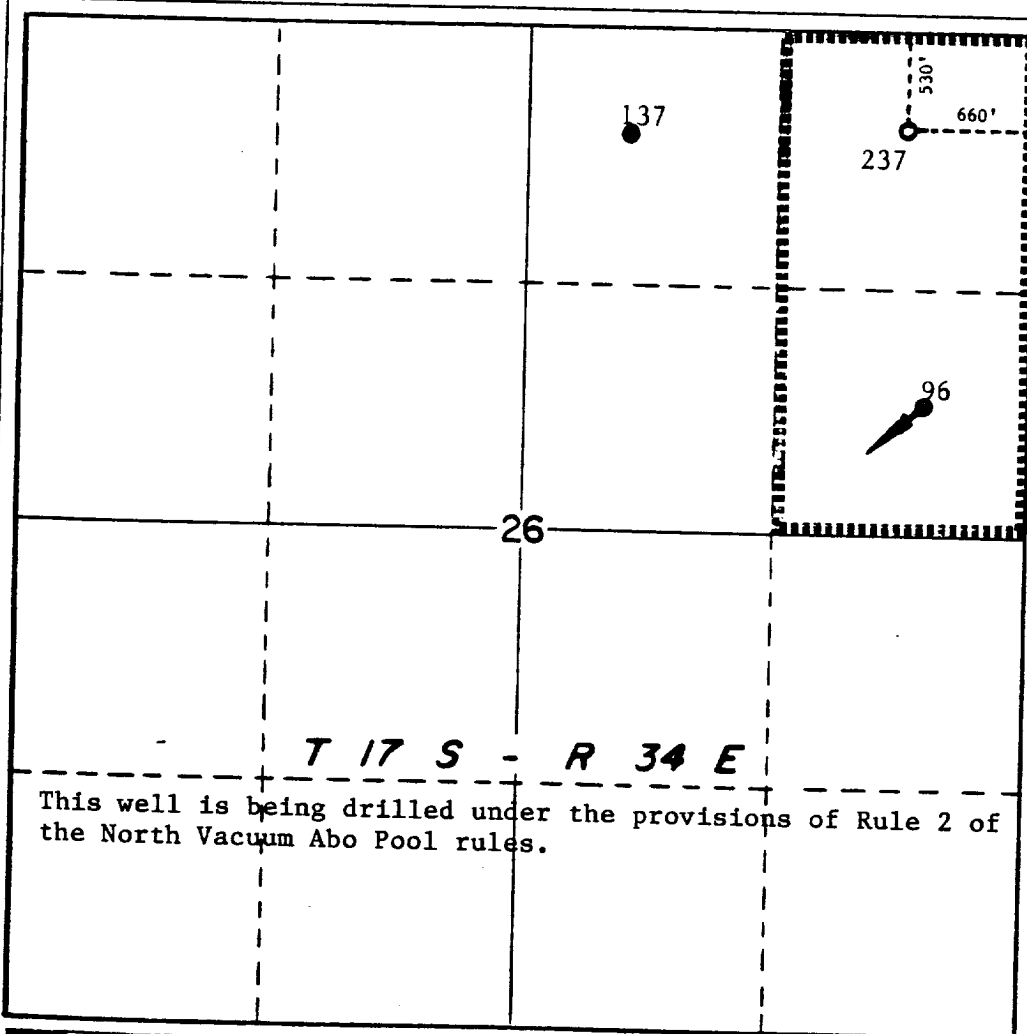 530'
137
660'
237
96
26
T 17 S - R 34 E
This well is being drilled under the provisions of Rule 2 of
the North Vacuum Abo Pool rules.